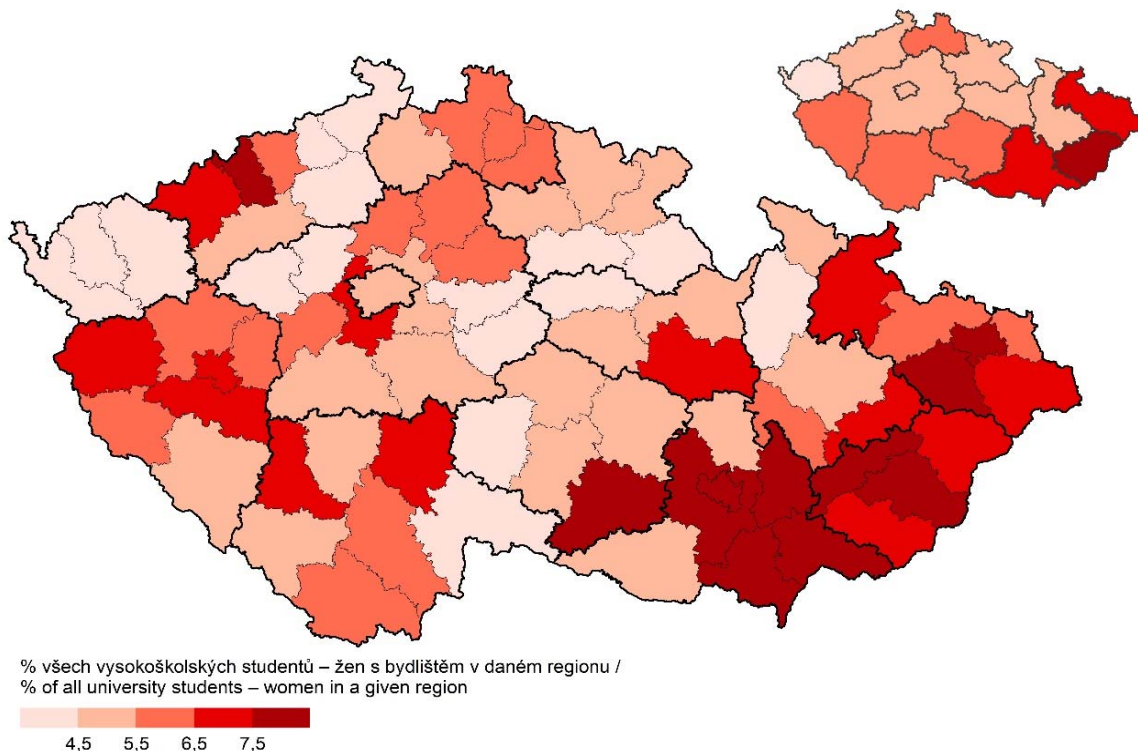 % všech vysokoškolských studentů – žen s bydlištěm v daném regionu /
% of all university students – women in a given region
4,5 5,5 6,5 7,5